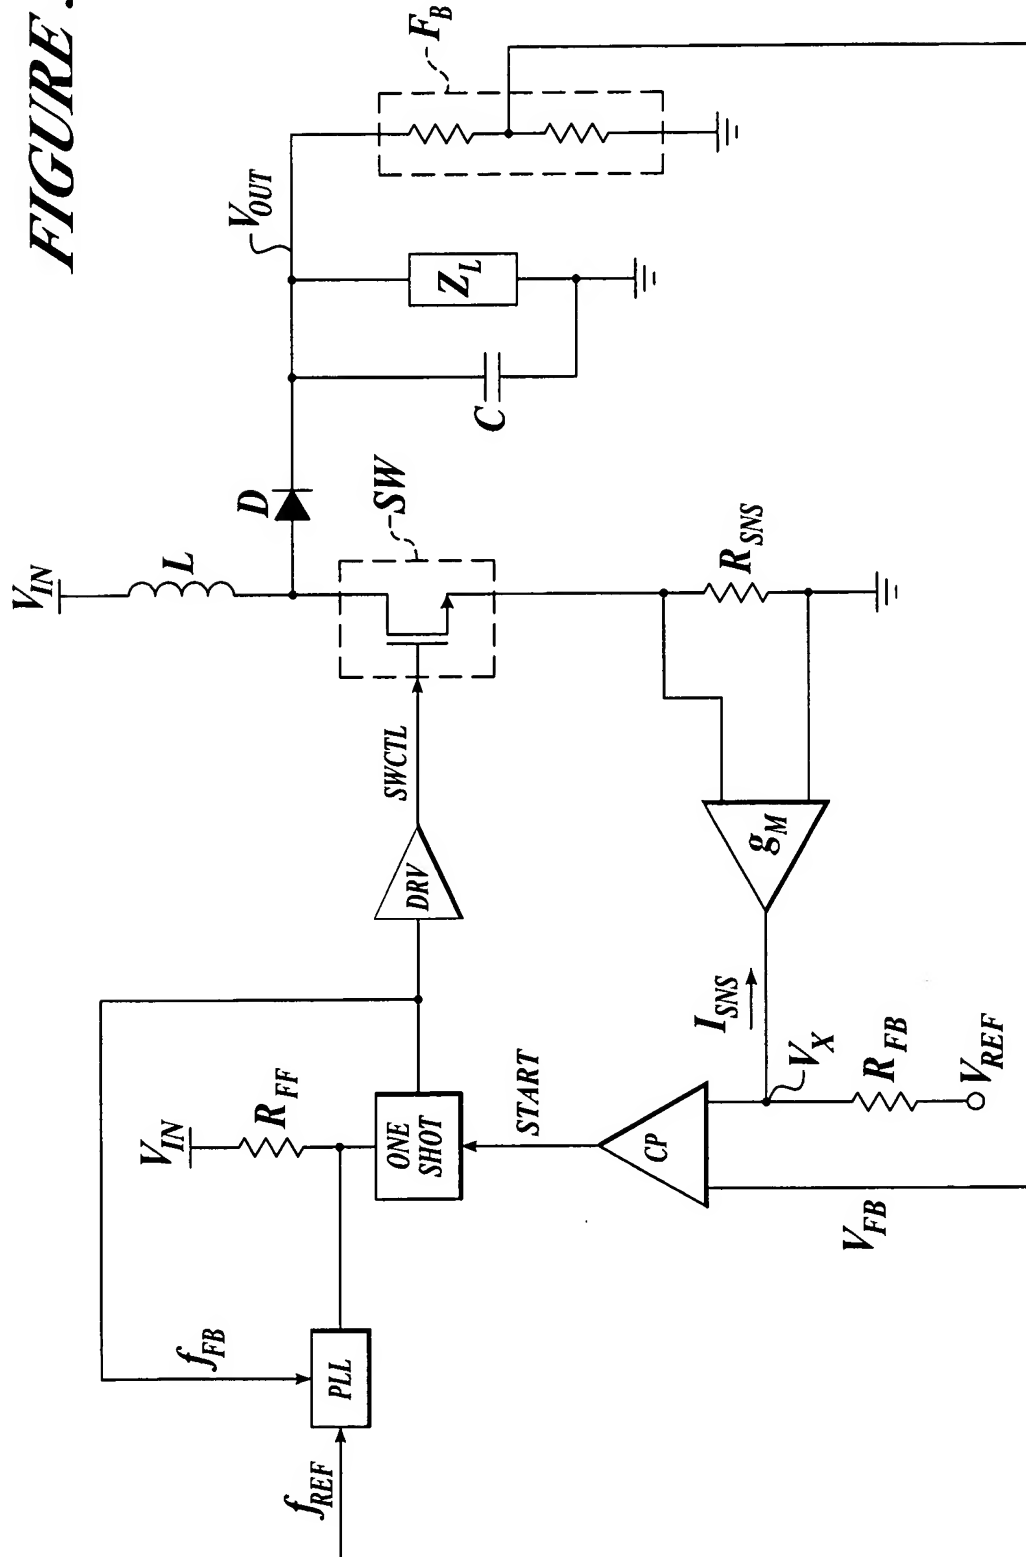 FIGURE
V_IN
L
D
V_OUT
F_B
SW
C
Z_L
SWCTL
DRV
V_IN
R_FF
ONE
SHOT
f_FB
PLL
f_REF
START
CP
I_SNS
g_M
R_SNS
V_X
R_FB
V_REF
V_FB